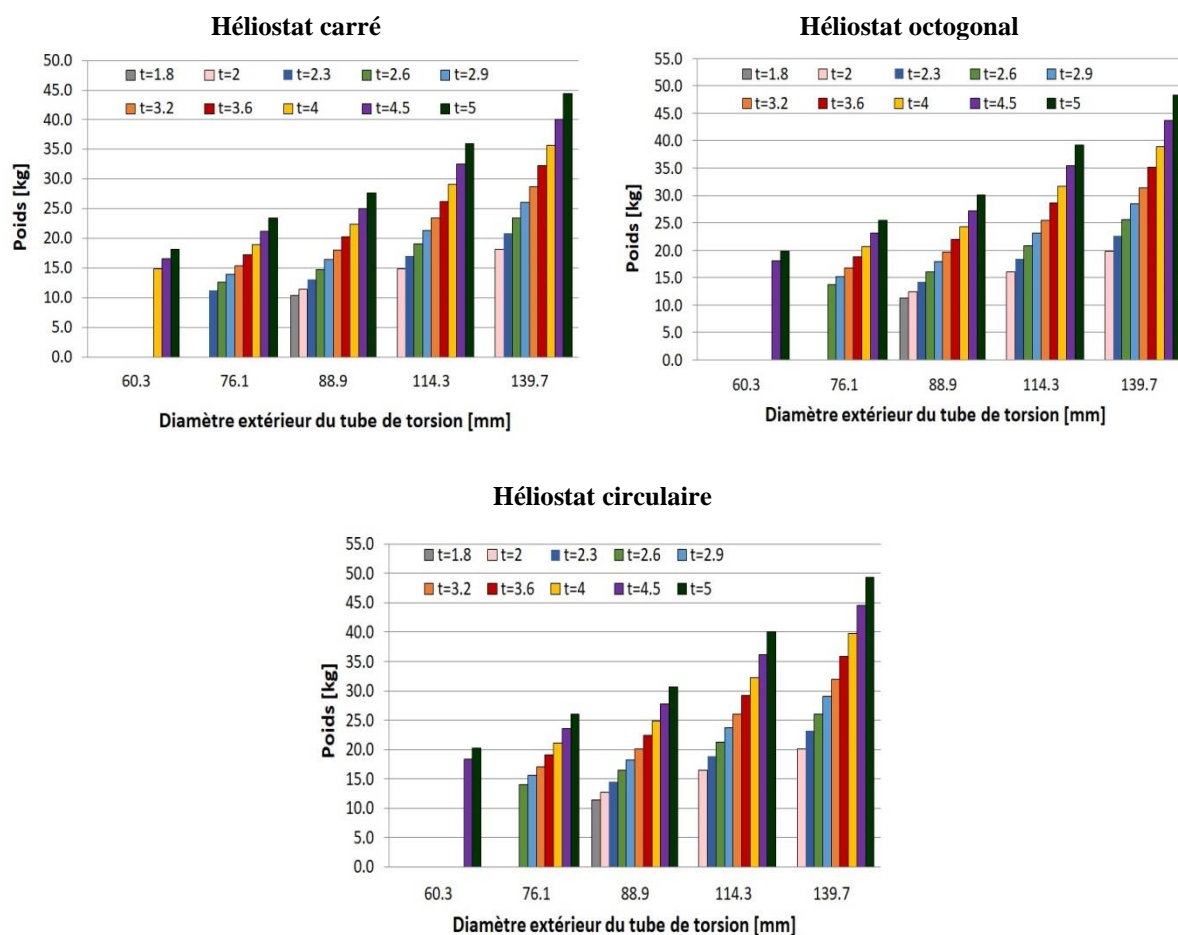 Héliostat carré
50.0
45.0
40.0
35.0
30.0
25.0
20.0
15.0
10.0
5.0
0.0
Poids [kg]
t=1.8 t=2 t=2.3 t=2.6 t=2.9
t=3.2 t=3.6 t=4 t=4.5 t=5
60.3 76.1 88.9 114.3 139.7
Diamètre extérieur du tube de torsion [mm]
Héliostat octogonal
55.0
50.0
45.0
40.0
35.0
30.0
25.0
20.0
15.0
10.0
5.0
0.0
Poids [kg]
t=1.8 t=2 t=2.3 t=2.6 t=2.9
t=3.2 t=3.6 t=4 t=4.5 t=5
60.3 76.1 88.9 114.3 139.7
Diamètre extérieur du tube de torsion [mm]
Héliostat circulaire
55.0
50.0
45.0
40.0
35.0
30.0
25.0
20.0
15.0
10.0
5.0
0.0
Poids [kg]
t=1.8 t=2 t=2.3 t=2.6 t=2.9
t=3.2 t=3.6 t=4 t=4.5 t=5
60.3 76.1 88.9 114.3 139.7
Diamètre extérieur du tube de torsion [mm]